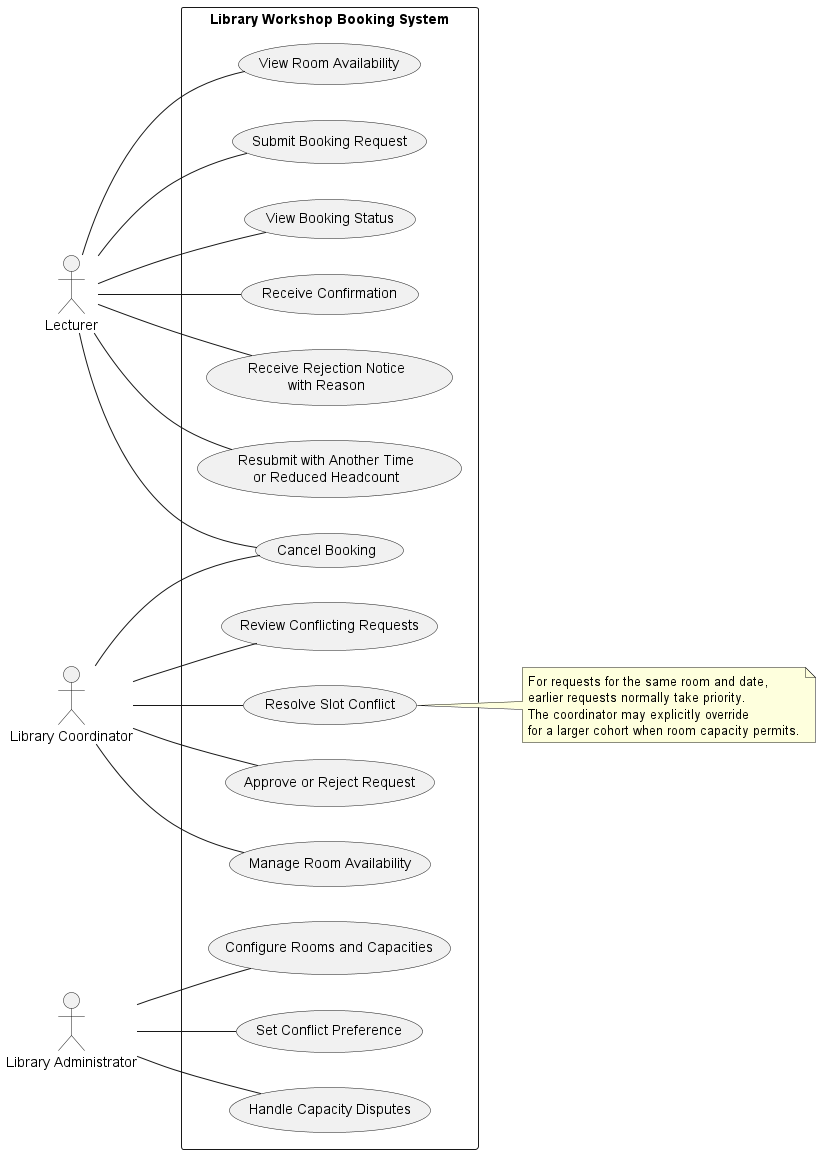 Library Workshop Booking System
View Room Availability
Submit Booking Request
View Booking Status
Receive Confirmation
Lecturer
Receive Rejection Notice
with Reason
Resubmit with Another Time
or Reduced Headcount
Cancel Booking
Review Conflicting Requests
Resolve Slot Conflict
For requests for the same room and date,
earlier requests normally take priority.
The coordinator may explicitly override
for a larger cohort when room capacity permits.
Library Coordinator
Approve or Reject Request
Manage Room Availability
Configure Rooms and Capacities
Set Conflict Preference
Library Administrator
Handle Capacity Disputes